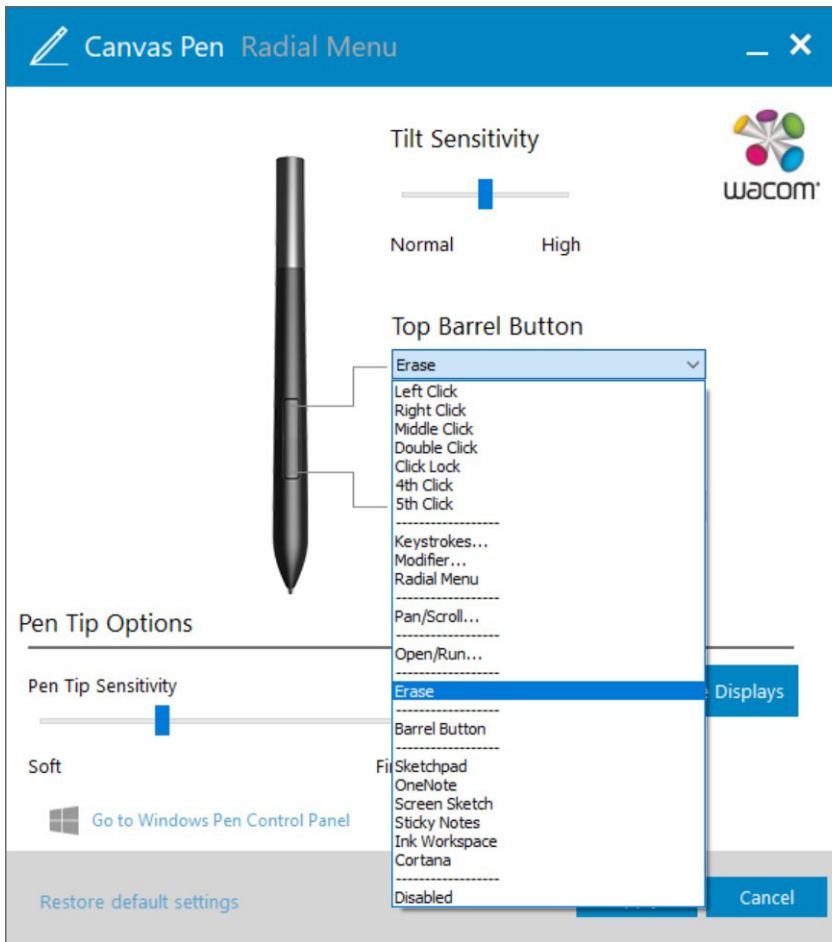 Canvas Pen Radial Menu
wacom
Tilt Sensitivity
Normal High
Top Barrel Button
Erase
Left Click
Right Click
Middle Click
Double Click
Click Lock
4th Click
5th Click
------------------
Keystrokes...
Modifier...
Radial Menu
------------------
Pan/Scroll...
------------------
Open/Run...
------------------
Erase
------------------
Barrel Button
------------------
Sketchpad
OneNote
Screen Sketch
Sticky Notes
Ink Workspace
Cortana
------------------
Disabled
Pen Tip Options
Pen Tip Sensitivity
Displays
Soft
Go to Windows Pen Control Panel
Restore default settings
Cancel